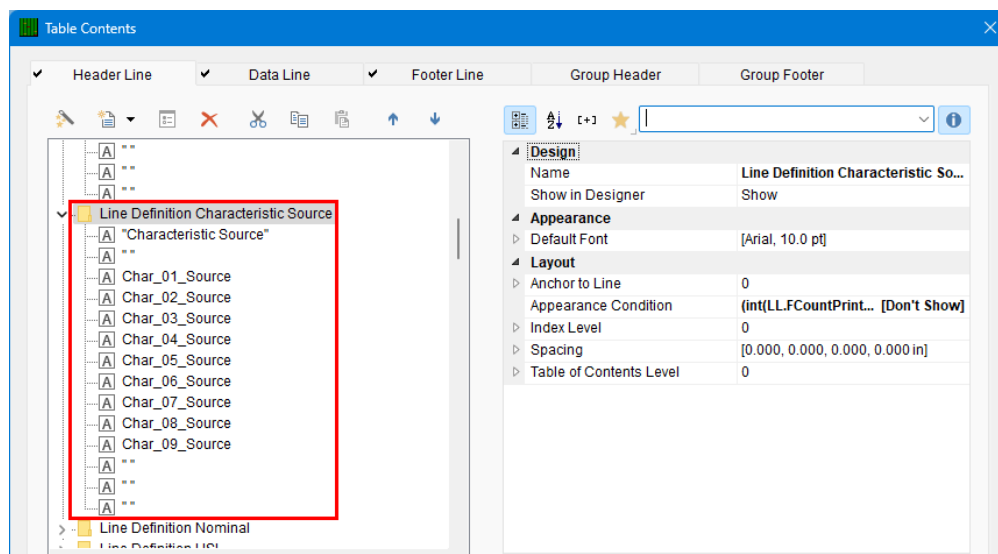 Table Contents
Header Line
Data Line
Footer Line
Group Header
Group Footer
A " "
A " "
A " "
Line Definition Characteristic Source
A "Characteristic Source"
A " "
A Char_01_Source
A Char_02_Source
A Char_03_Source
A Char_04_Source
A Char_05_Source
A Char_06_Source
A Char_07_Source
A Char_08_Source
A Char_09_Source
A " "
A " "
A " "
Line Definition Nominal
Line Definition USL
Design
Name Line Definition Characteristic So...
Show in Designer Show
Appearance
Default Font [Arial, 10.0 pt]
Layout
Anchor to Line 0
Appearance Condition (int(LL.FCountPrint... [Don't Show]
Index Level 0
Spacing [0.000, 0.000, 0.000, 0.000 in]
Table of Contents Level 0